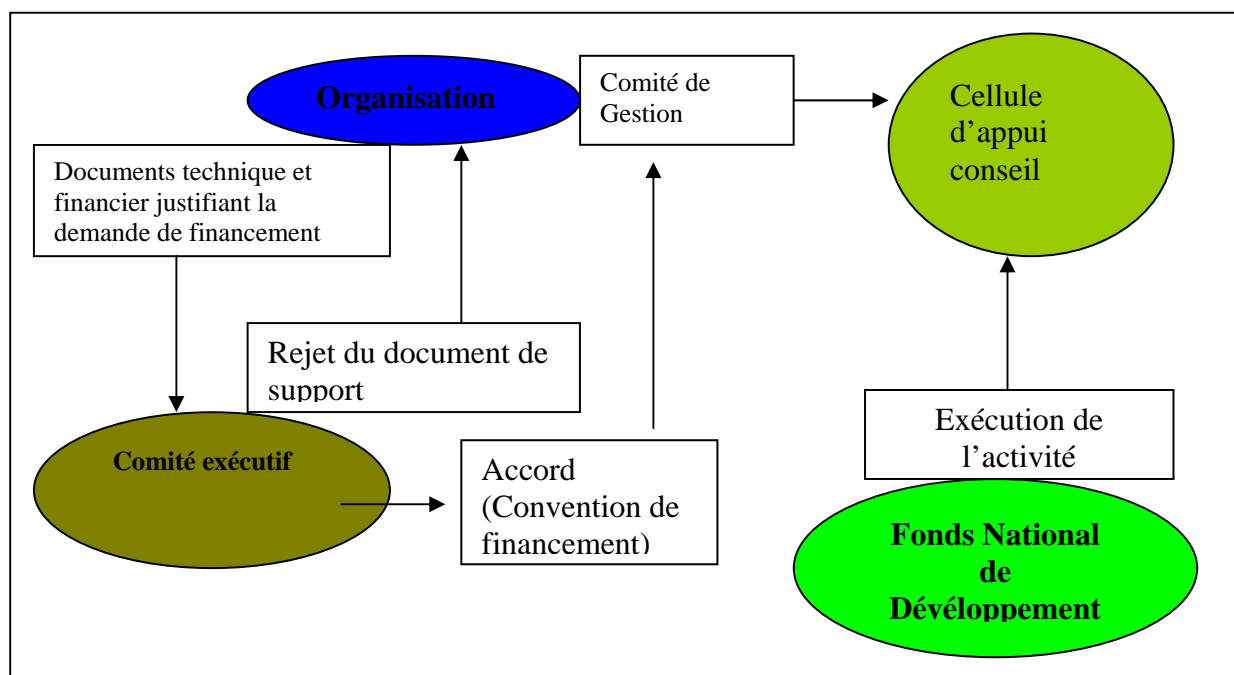 Organisation
Comité de
Gestion
Cellule
d’appui
conseil
Documents technique et
financier justifiant la
demande de financement
Rejet du document de
support
Comité exécutif
Accord
(Convention de
financement)
Exécution de
l’activité
Fonds National
de
Dévéloppement